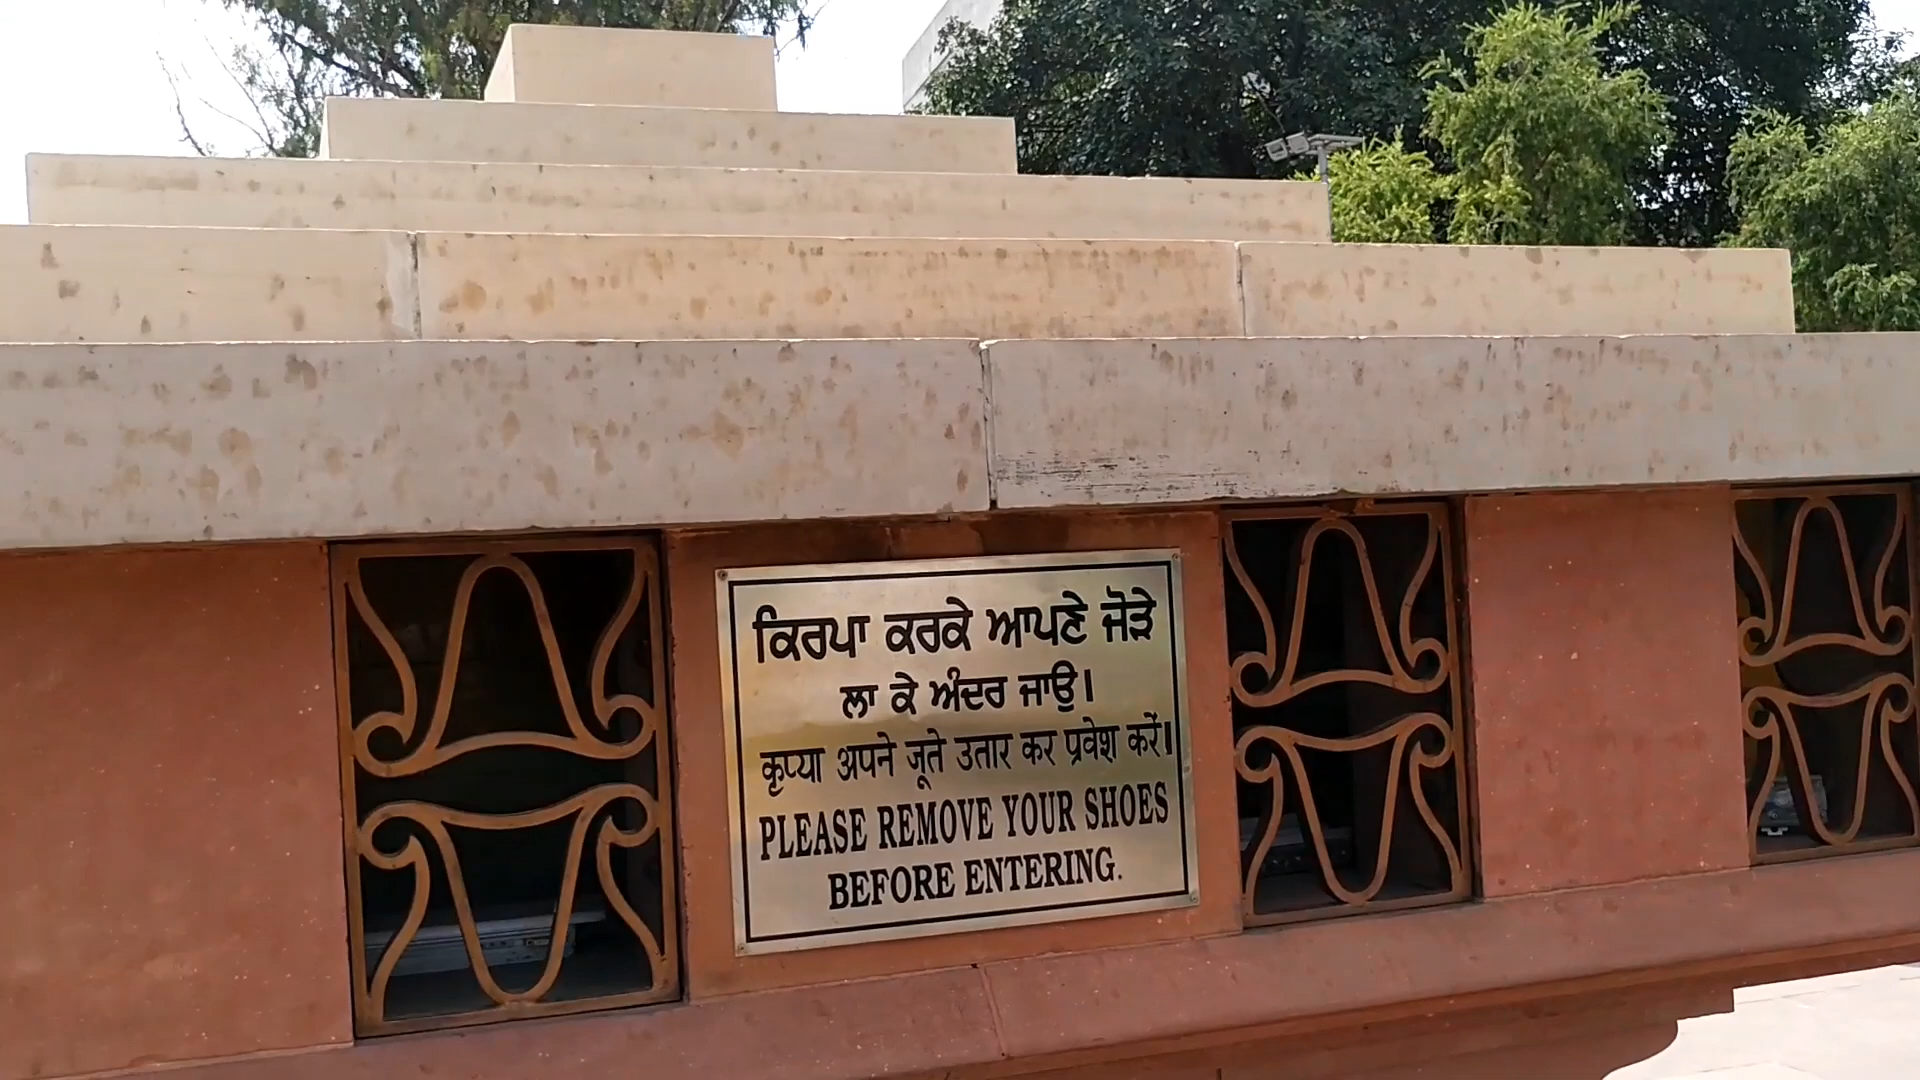 ਕਿਰਪਾ ਕਰਕੇ ਆਪਣੇ ਜੋੜੇ
ਲਾ ਕੇ ਅੰਦਰ ਜਾਉ।
कृप्या अपने जूते उतार कर प्रवेश करें।
PLEASE REMOVE YOUR SHOES
BEFORE ENTERING.